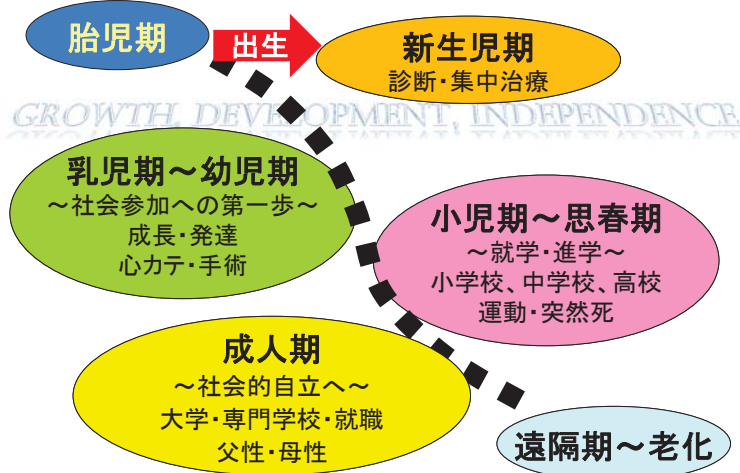 胎児期
出生
新生児期
診断・集中治療
GROWTH, DEVELOPMENT, INDEPENDENCE
乳児期～幼児期
～社会参加への第一歩～
成長・発達
心カテ・手術
小児期～思春期
～就学・進学～
小学校、中学校、高校
運動・突然死
成人期
～社会的自立へ～
大学・専門学校・就職
父性・母性
遠隔期～老化